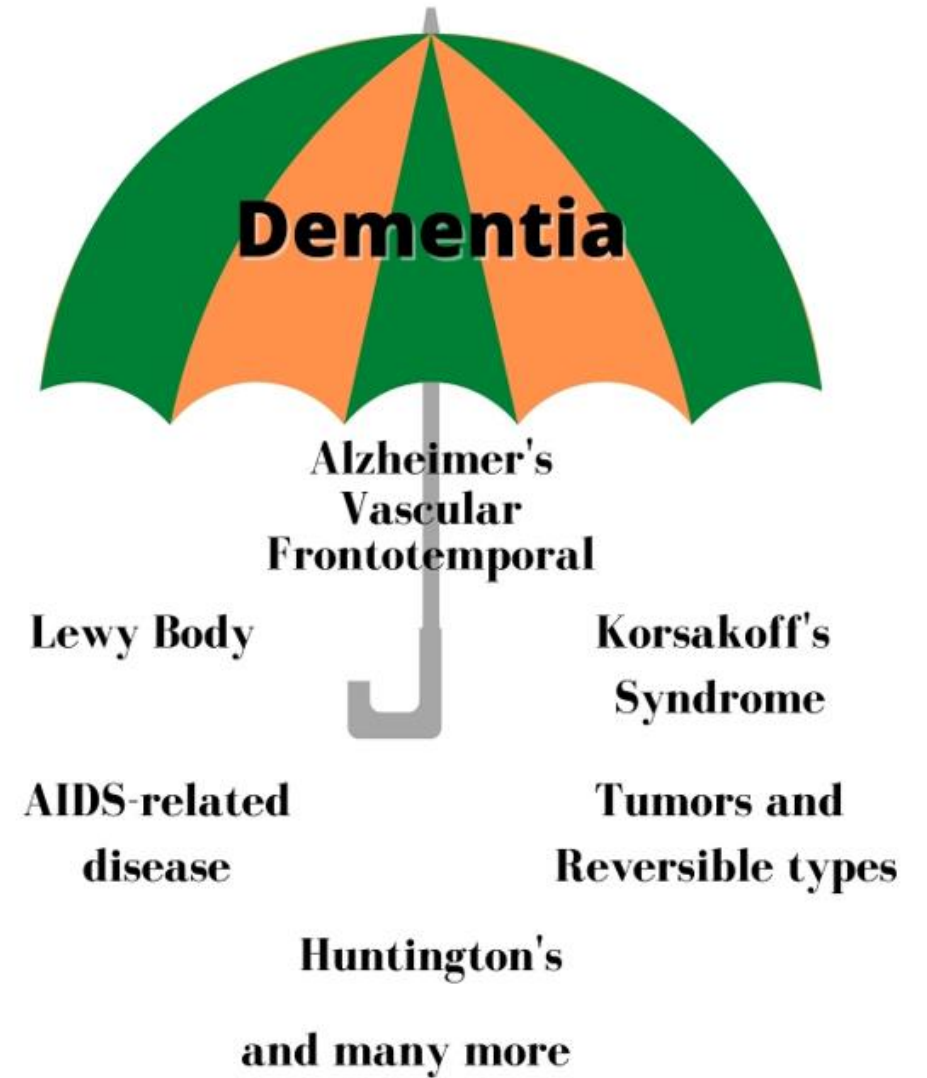 Dementia
Alzheimer's
Vascular
Frontotemporal
Lewy Body
Korsakoff's
Syndrome
AIDS-related
disease
Tumors and
Reversible types
Huntington's
and many more